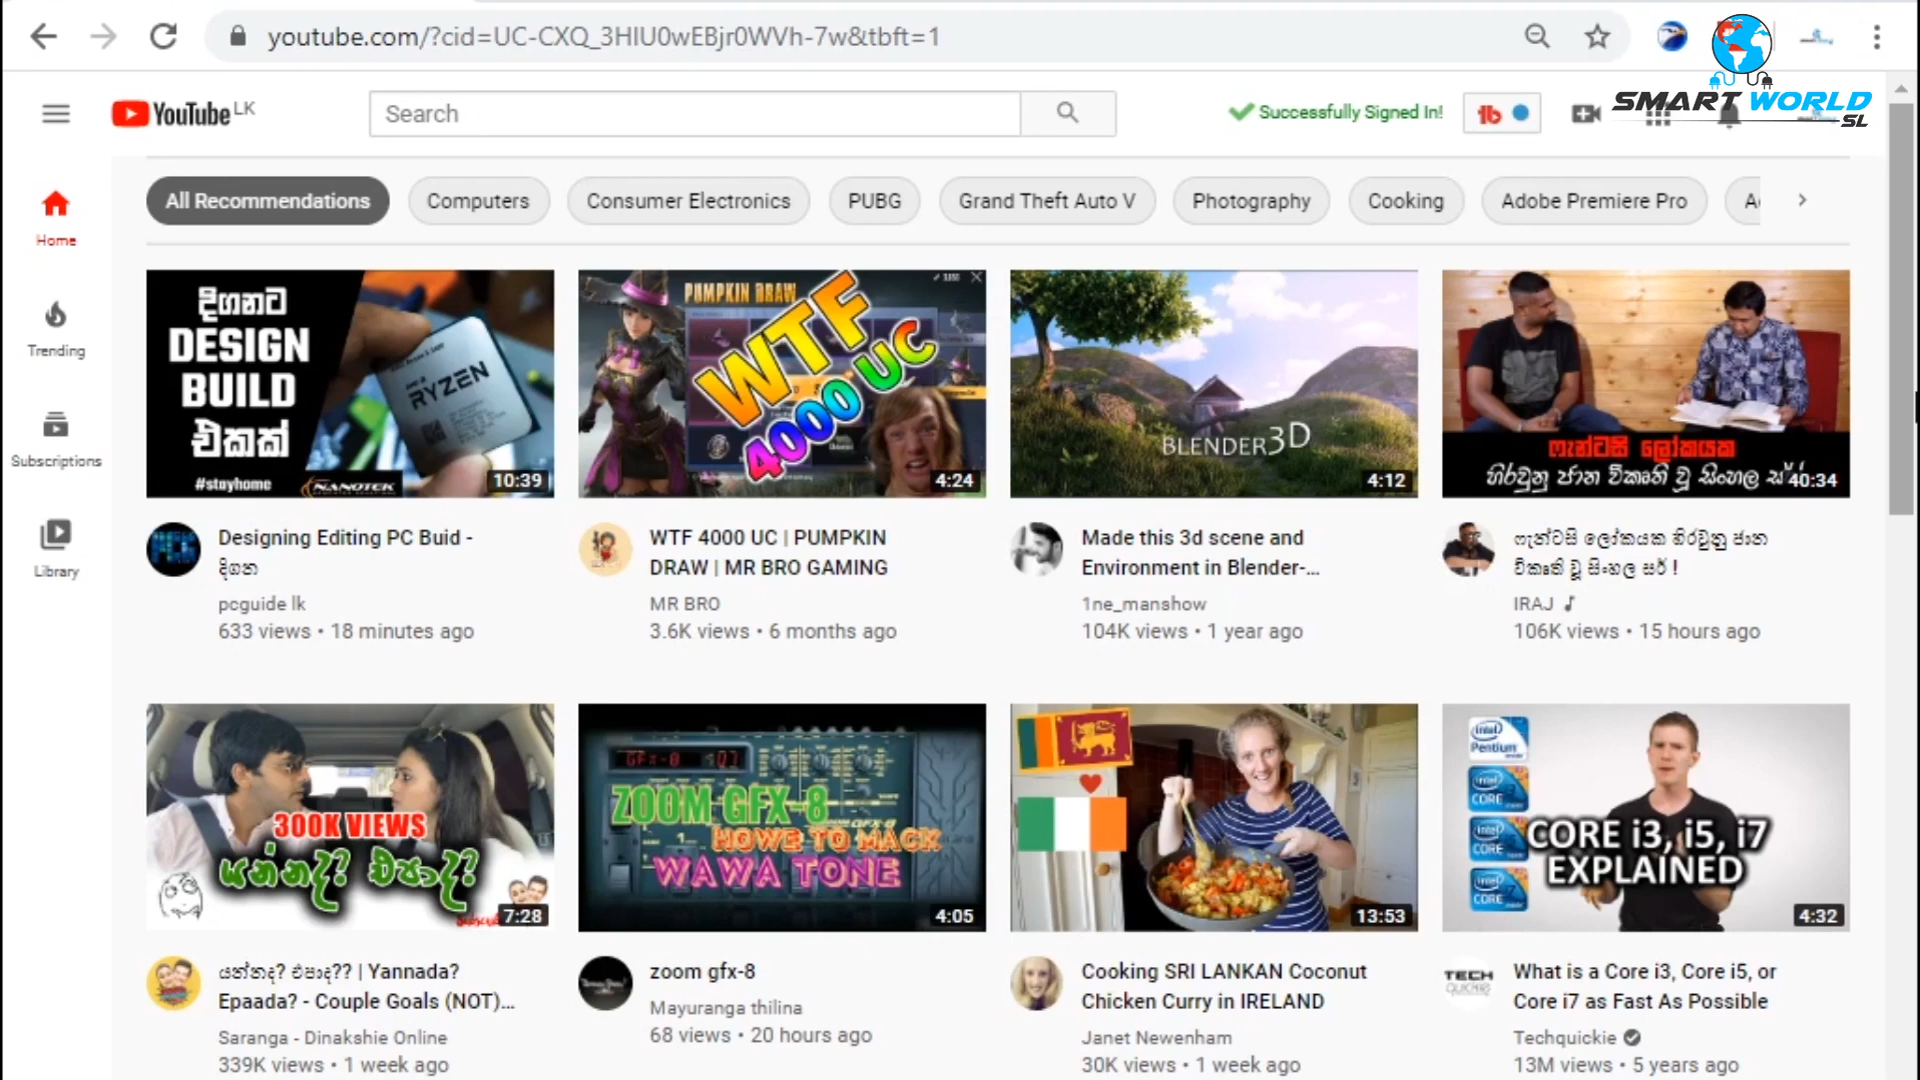 youtube.com/?cid=UC-CXQ_3HIU0wEBjr0WVh-7w&tbft=1
SMART WORLD
SL
YouTube LK
Search
Successfully Signed In!
All Recommendations
Computers
Consumer Electronics
PUBG
Grand Theft Auto V
Photography
Cooking
Adobe Premiere Pro
Home
Trending
Subscriptions
Library
දිගනට
DESIGN
BUILD
එකක්
#stayhome
NANOTEK
RYZEN
10:39
PUMPKIN DRAW
WTF
4000 UC
4:24
BLENDER3D
4:12
ෆැන්ටසි ලෝකයක
හිරවුනු ජාන විකෘති වූ සිංහල
40:34
Designing Editing PC Buid -
දිගන
pcguide lk
633 views • 18 minutes ago
WTF 4000 UC | PUMPKIN
DRAW | MR BRO GAMING
MR BRO
3.6K views • 6 months ago
Made this 3d scene and
Environment in Blender-...
1ne_manshow
104K views • 1 year ago
ෆැන්ටසි ලෝකයක හිරවුනු ජාන
විකෘති වූ සිංහල සර් !
IRAJ ♪
106K views • 15 hours ago
300K VIEWS
යන්නද? එපාද?
7:28
GFX-8
ZOOM GFX-8
HOWE TO MACK
WAWA TONE
4:05
13:53
intel
Pentium
intel
CORE
intel
CORE
intel
CORE
CORE i3, i5, i7
EXPLAINED
4:32
යන්නද? එපාද?? | Yannada?
Epaada? - Couple Goals (NOT)...
Saranga - Dinakshie Online
339K views • 1 week ago
zoom gfx-8
Mayuranga thilina
68 views • 20 hours ago
Cooking SRI LANKAN Coconut
Chicken Curry in IRELAND
Janet Newenham
30K views • 1 week ago
TECH
QUICKIE
What is a Core i3, Core i5, or
Core i7 as Fast As Possible
Techquickie
13M views • 5 years ago